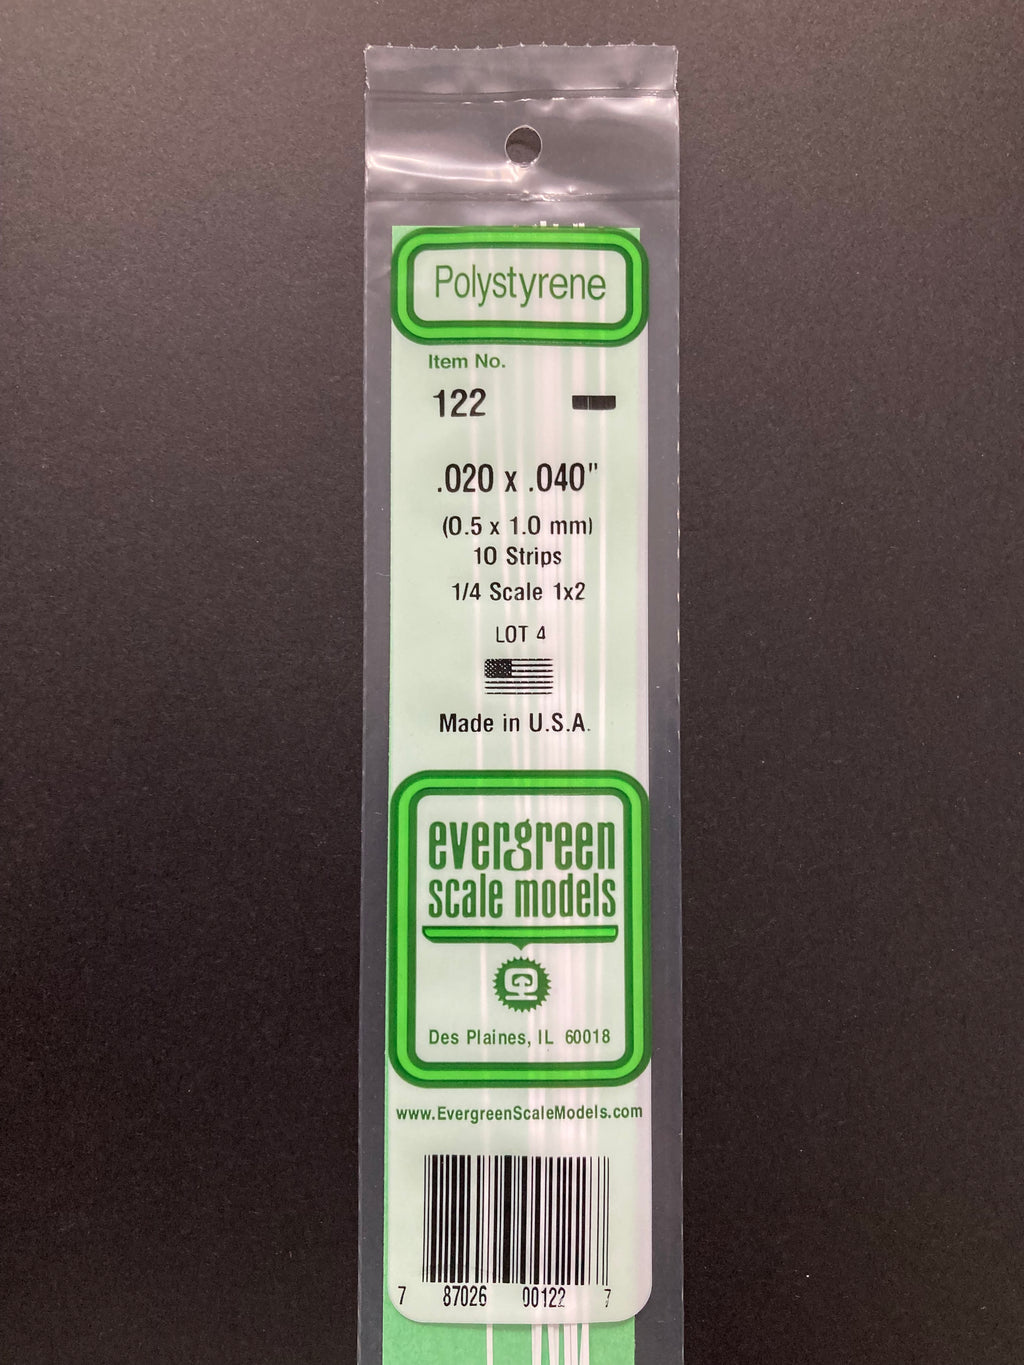 Polystyrene
Item No.
122
.020 x .040"
(0.5 x 1.0 mm)
10 Strips
1/4 Scale 1x2
LOT 4
Made in U.S.A.
evergreen
scale models
Des Plaines, IL 60018
www.EvergreenScaleModels.com
7 87026 00122 7